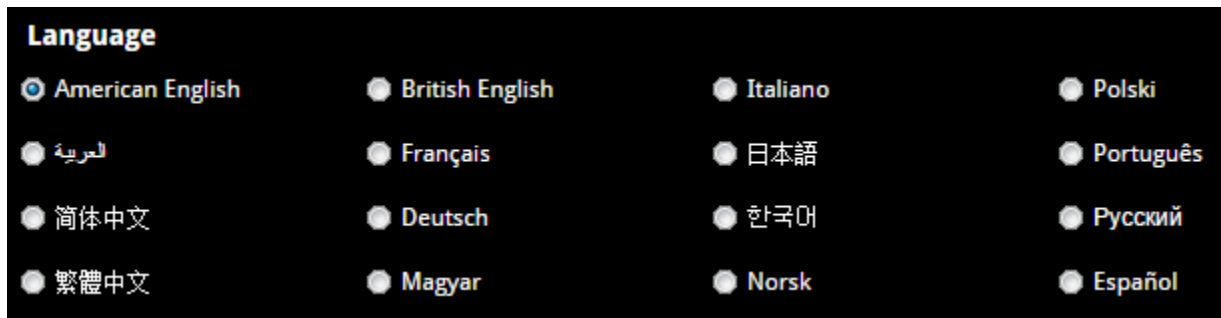 Language
American English British English Italiano Polski
العربية Français 日本語 Português
简体中文 Deutsch 한국어 Русский
繁體中文 Magyar Norsk Español